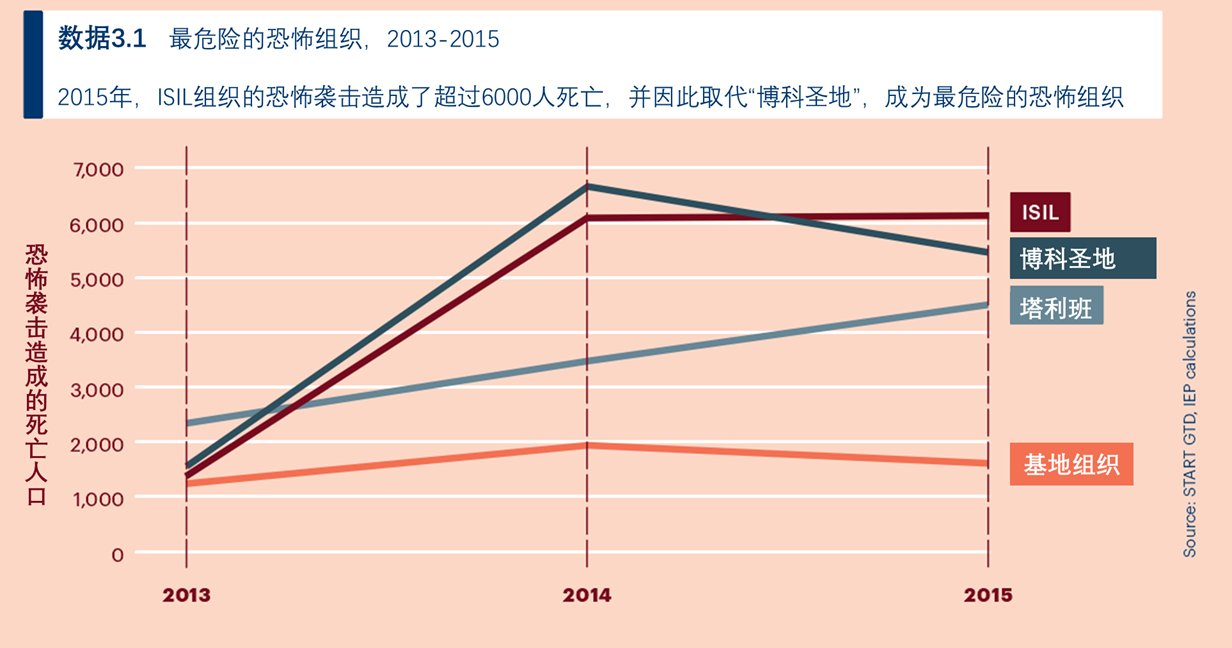 数据3.1 最危险的恐怖组织，2013-2015
2015年，ISIL组织的恐怖袭击造成了超过6000人死亡，并因此取代“博科圣地”，成为最危险的恐怖组织
恐怖袭击造成的死亡人口
7,000
6,000
5,000
4,000
3,000
2,000
1,000
0
2013
2014
2015
ISIL
博科圣地
塔利班
基地组织
Source: START GTD, IEP calculations